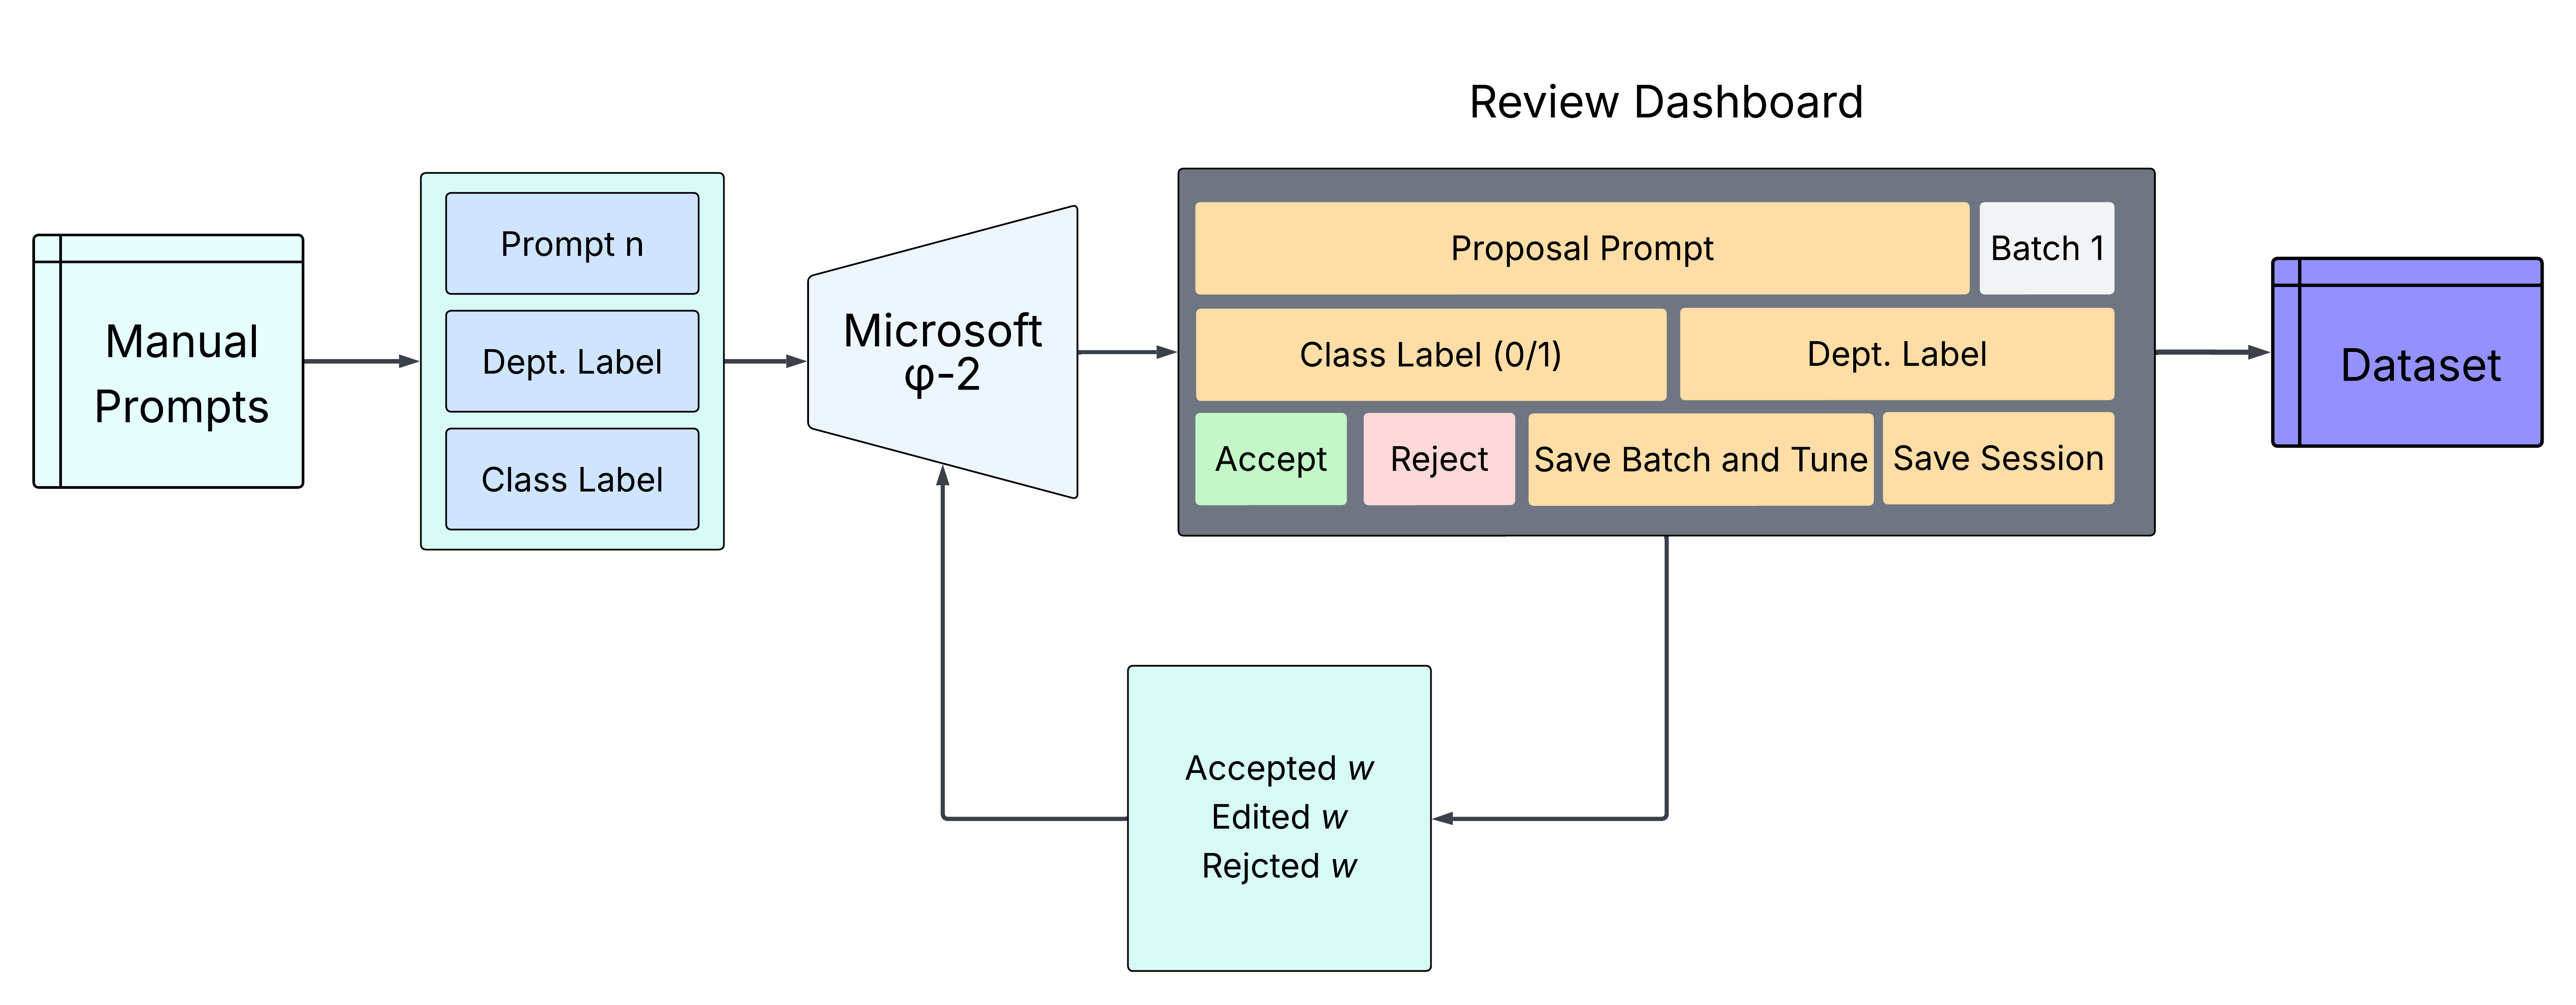 Review Dashboard
Manual
Prompts
Prompt n
Dept. Label
Class Label
Microsoft
φ-2
Proposal Prompt
Batch 1
Class Label (0/1)
Dept. Label
Accept
Reject
Save Batch and Tune
Save Session
Dataset
Accepted w
Edited w
Rejcted w